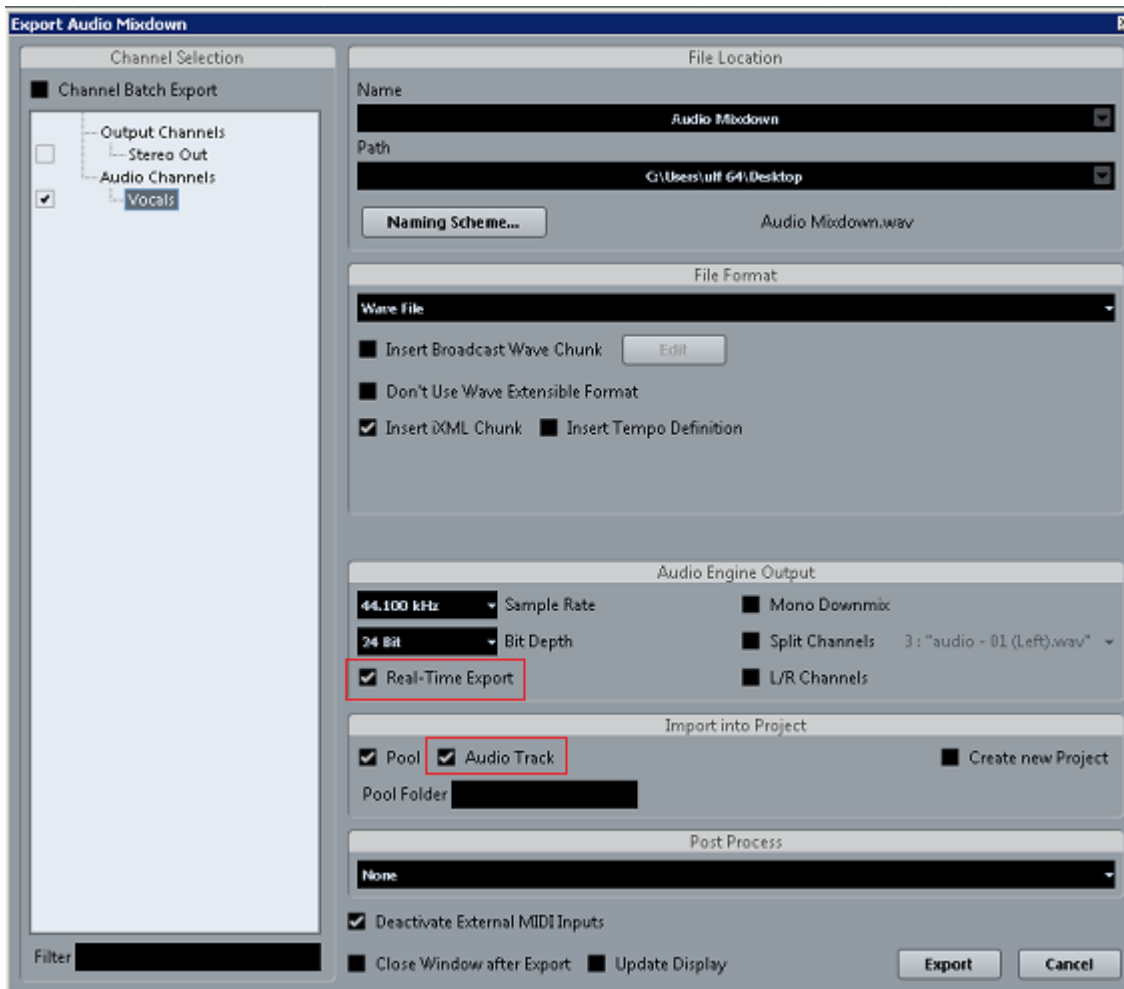 Export Audio Mixdown
Channel Selection
Channel Batch Export
Output Channels
Stereo Out
Audio Channels
Vocals
Filter
File Location
Name
Audio Mixdown
Path
C:\Users\ulf 64\Desktop
Naming Scheme... Audio Mixdown.wav
File Format
Wave File
Insert Broadcast Wave Chunk Edit
Don't Use Wave Extensible Format
Insert iXML Chunk Insert Tempo Definition
Audio Engine Output
44.100 kHz Sample Rate Mono Downmix
24 Bit Bit Depth Split Channels 3 : "audio - 01 (Left).wav"
Real-Time Export L/R Channels
Import into Project
Pool Audio Track Create new Project
Pool Folder
Post Process
None
Deactivate External MIDI Inputs
Close Window after Export Update Display Export Cancel